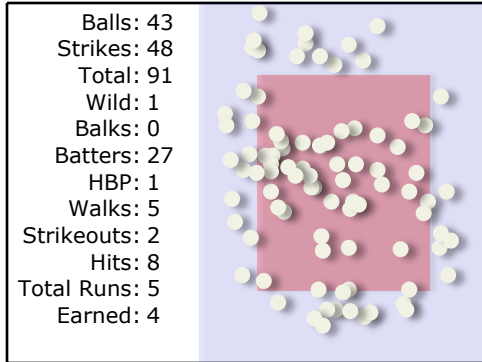 Balls: 43
Strikes: 48
Total: 91
Wild: 1
Balks: 0
Batters: 27
HBP: 1
Walks: 5
Strikeouts: 2
Hits: 8
Total Runs: 5
Earned: 4